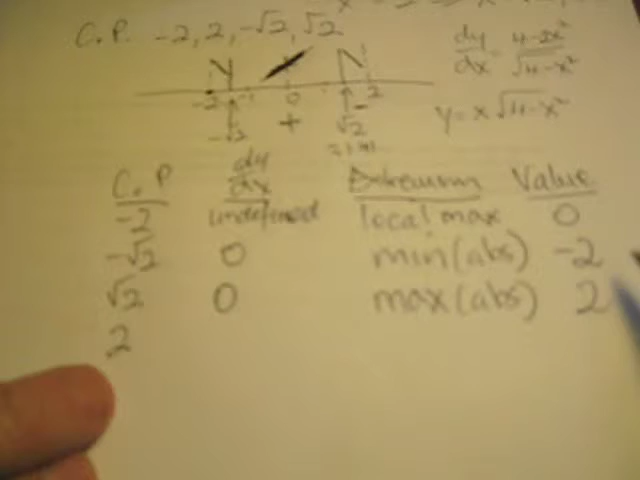 C.P. -2, 2, -√2, √2
dy/dx = 4-2x²/√4-x²
-2 -1 0 2
-√2 + √2 -
y = x √4-x²
C.P dy/dx Extremum Value
-2 undefined local max 0
-√2 0 min(abs) -2
√2 0 max(abs) 2
2